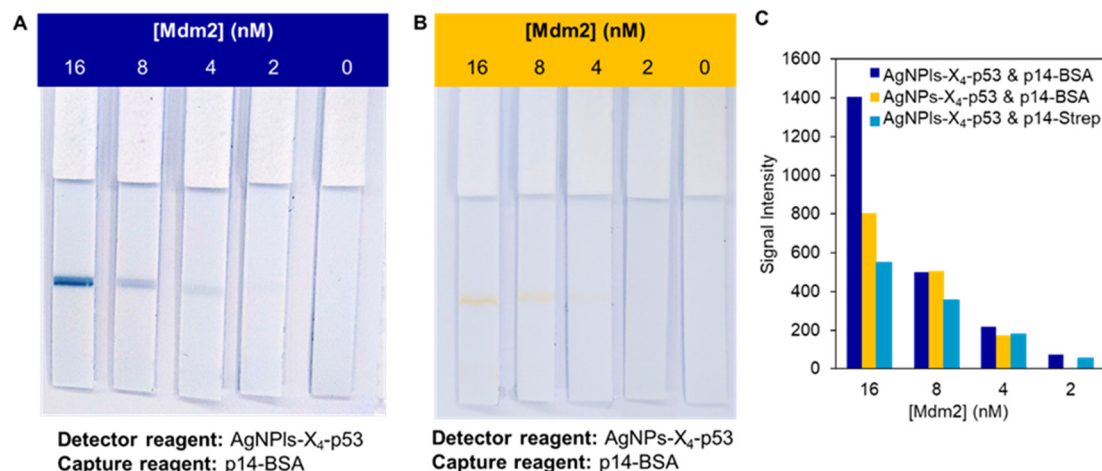 A
[Mdm2] (nM)
16 8 4 2 0
Detector reagent: AgNPls-X₄-p53
Capture reagent: p14-BSA
B
[Mdm2] (nM)
16 8 4 2 0
Detector reagent: AgNPs-X₄-p53
Capture reagent: p14-BSA
C
AgNPls-X₄-p53 & p14-BSA
AgNPs-X₄-p53 & p14-BSA
AgNPls-X₄-p53 & p14-Strep
Signal Intensity
1600
1400
1200
1000
800
600
400
200
0
16 8 4 2
[Mdm2] (nM)